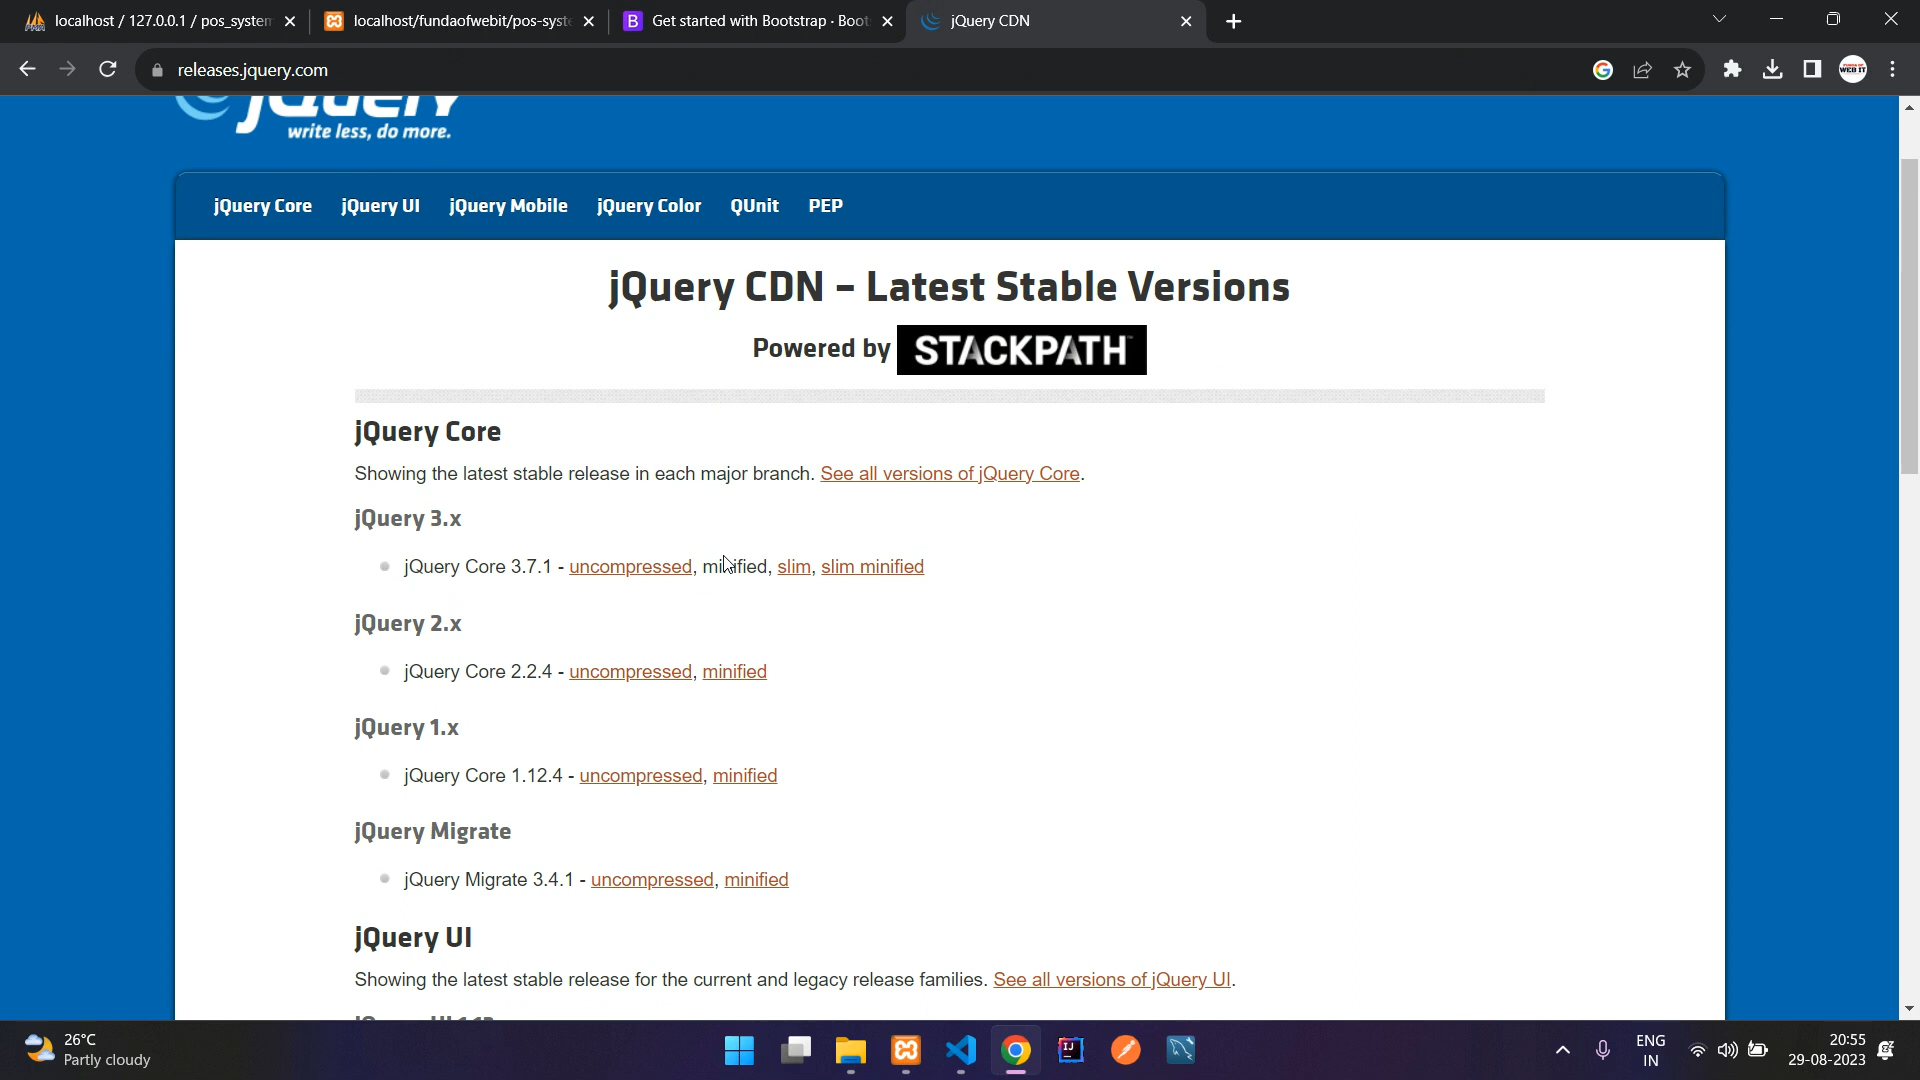 localhost / 127.0.0.1 / pos_system
localhost/fundaofwebit/pos-syste
Get started with Bootstrap · Boot
jQuery CDN
releases.jquery.com
jQuery
write less, do more.
jQuery Core jQuery UI jQuery Mobile jQuery Color QUnit PEP
jQuery CDN – Latest Stable Versions
Powered by STACKPATH
jQuery Core
Showing the latest stable release in each major branch. See all versions of jQuery Core.
jQuery 3.x
jQuery Core 3.7.1 - uncompressed, minified, slim, slim minified
jQuery 2.x
jQuery Core 2.2.4 - uncompressed, minified
jQuery 1.x
jQuery Core 1.12.4 - uncompressed, minified
jQuery Migrate
jQuery Migrate 3.4.1 - uncompressed, minified
jQuery UI
Showing the latest stable release for the current and legacy release families. See all versions of jQuery UI.
26°C
Partly cloudy
ENG
IN
20:55
29-08-2023